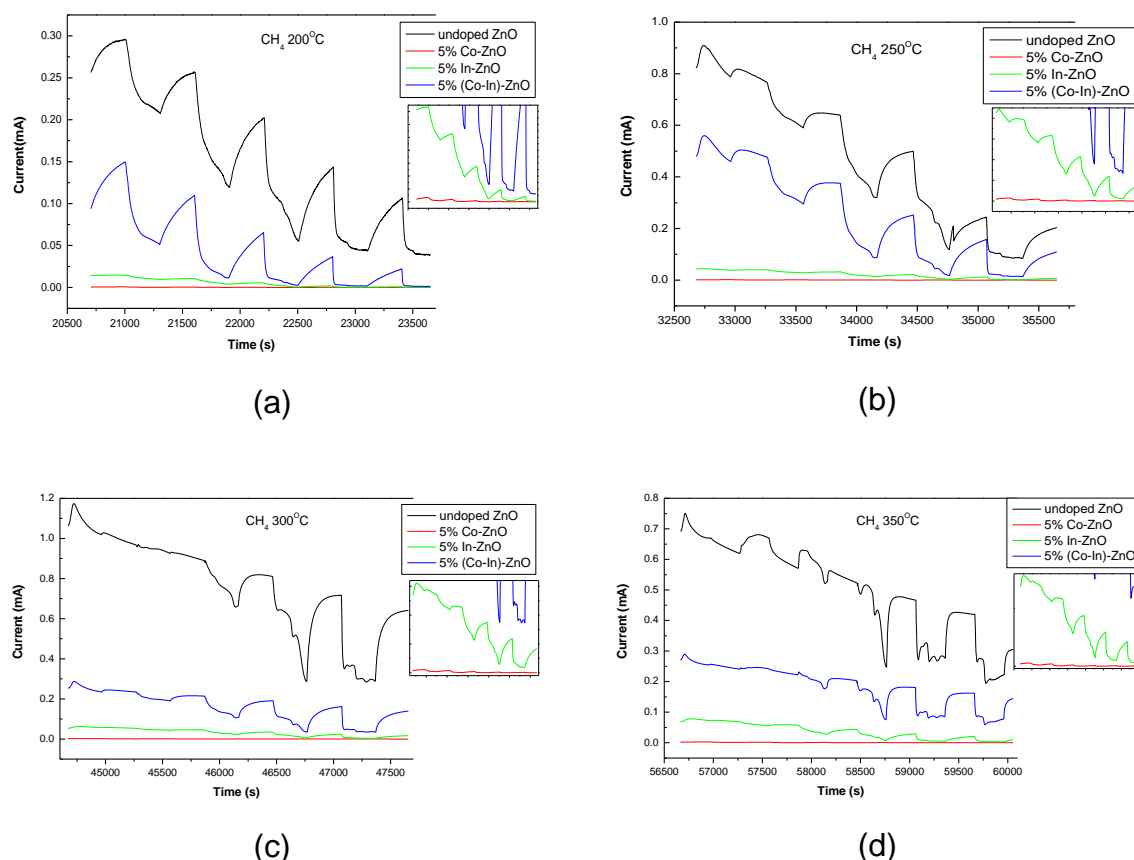 (a)
CH4 200°C
undoped ZnO
5% Co-ZnO
5% In-ZnO
5% (Co-In)-ZnO
0.30
0.25
0.20
0.15
0.10
0.05
0.00
Current(mA)
20500 21000 21500 22000 22500 23000 23500
Time (s)
(a)
(b)
CH4 250°C
undoped ZnO
5% Co-ZnO
5% In-ZnO
5% (Co-In)-ZnO
1.0
0.8
0.6
0.4
0.2
0.0
Current (mA)
32500 33000 33500 34000 34500 35000 35500
Time (s)
(b)
CH4 300°C
undoped ZnO
5% Co-ZnO
5% In-ZnO
5% (Co-In)-ZnO
1.2
1.0
0.8
0.6
0.4
0.2
0.0
Current (mA)
45000 45500 46000 46500 47000 47500
Time (s)
(c)
CH4 350°C
undoped ZnO
5% Co-ZnO
5% In-ZnO
5% (Co-In)-ZnO
0.8
0.7
0.6
0.5
0.4
0.3
0.2
0.1
0.0
Current (mA)
56500 57000 57500 58000 58500 59000 59500 60000
Time (s)
(d)